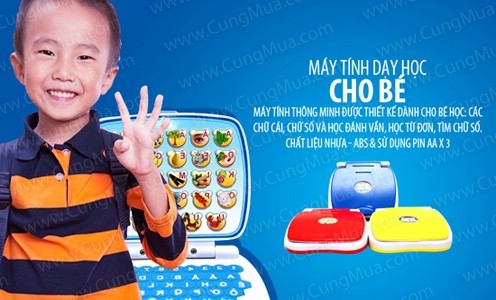 MÁY TÍNH DẠY HỌC
CHO BÉ
MÁY TÍNH THÔNG MINH ĐƯỢC THIẾT KẾ DÀNH CHO BÉ HỌC: CÁC
CHỮ CÁI, CHỮ SỐ VÀ HỌC ĐÁNH VẦN, HỌC TỪ ĐƠN, TÌM CHỮ SỐ.
CHẤT LIỆU NHỰA - ABS & SỬ DỤNG PIN AA X 3
www.CungMua.com